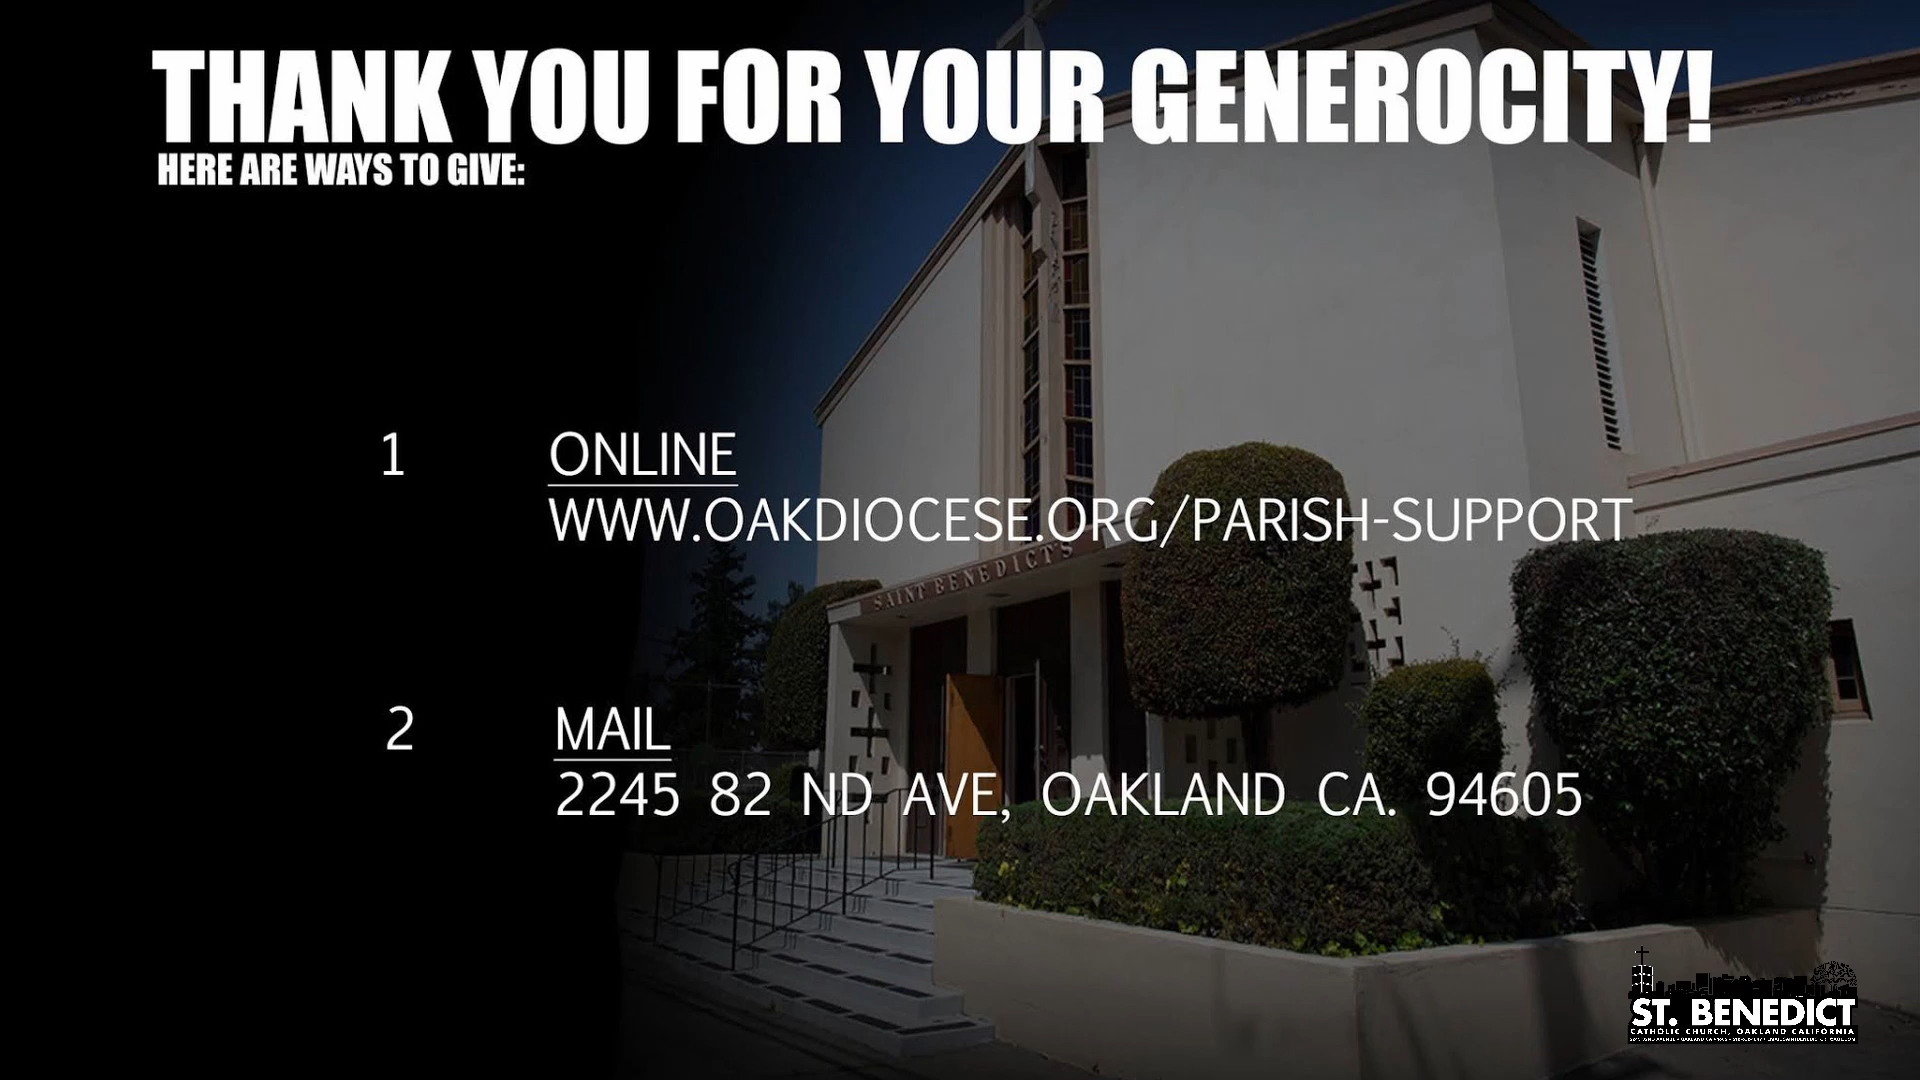 THANK YOU FOR YOUR GENEROCITY!
HERE ARE WAYS TO GIVE:
1 ONLINE
WWW.OAKDIOCESE.ORG/PARISH-SUPPORT
SAINT BENEDICT'S
2 MAIL
2245 82 ND AVE, OAKLAND CA. 94605
ST. BENEDICT
CATHOLIC CHURCH, OAKLAND CALIFORNIA